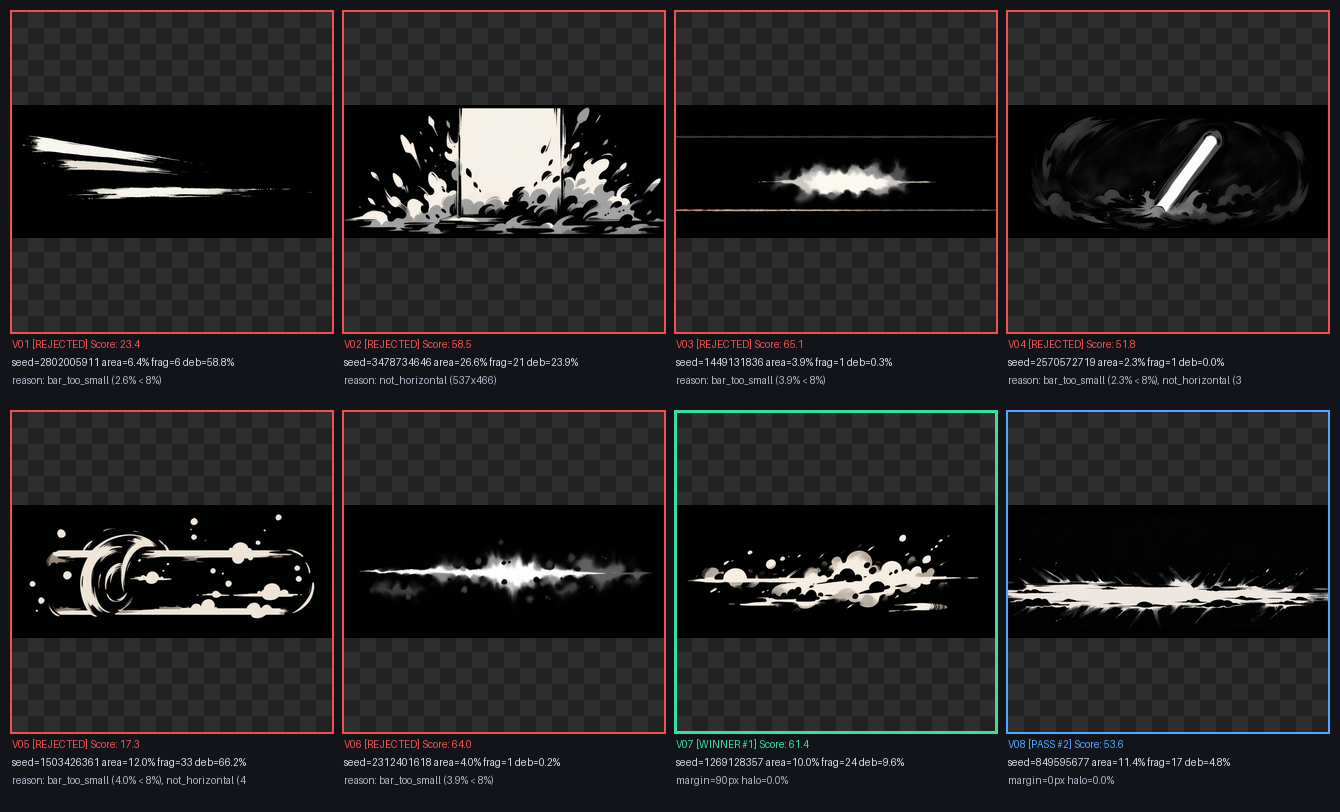 V01 [REJECTED] Score: 23.4
seed=2802005911 area=6.4% frag=6 deb=58.8%
reason: bar_too_small (2.6% < 8%)
V02 [REJECTED] Score: 58.5
seed=3478734646 area=26.6% frag=21 deb=23.9%
reason: not_horizontal (537x466)
V03 [REJECTED] Score: 65.1
seed=1449131836 area=3.9% frag=1 deb=0.3%
reason: bar_too_small (3.9% < 8%)
V04 [REJECTED] Score: 51.8
seed=2570572719 area=2.3% frag=1 deb=0.0%
reason: bar_too_small (2.3% < 8%), not_horizontal (3
V05 [REJECTED] Score: 17.3
seed=1503426361 area=12.0% frag=33 deb=66.2%
reason: bar_too_small (4.0% < 8%), not_horizontal (4
V06 [REJECTED] Score: 64.0
seed=2312401618 area=4.0% frag=1 deb=0.2%
reason: bar_too_small (3.9% < 8%)
V07 [WINNER #1] Score: 61.4
seed=1269128357 area=10.0% frag=24 deb=9.6%
margin=90px halo=0.0%
V08 [PASS #2] Score: 53.6
seed=849595677 area=11.4% frag=17 deb=4.8%
margin=0px halo=0.0%